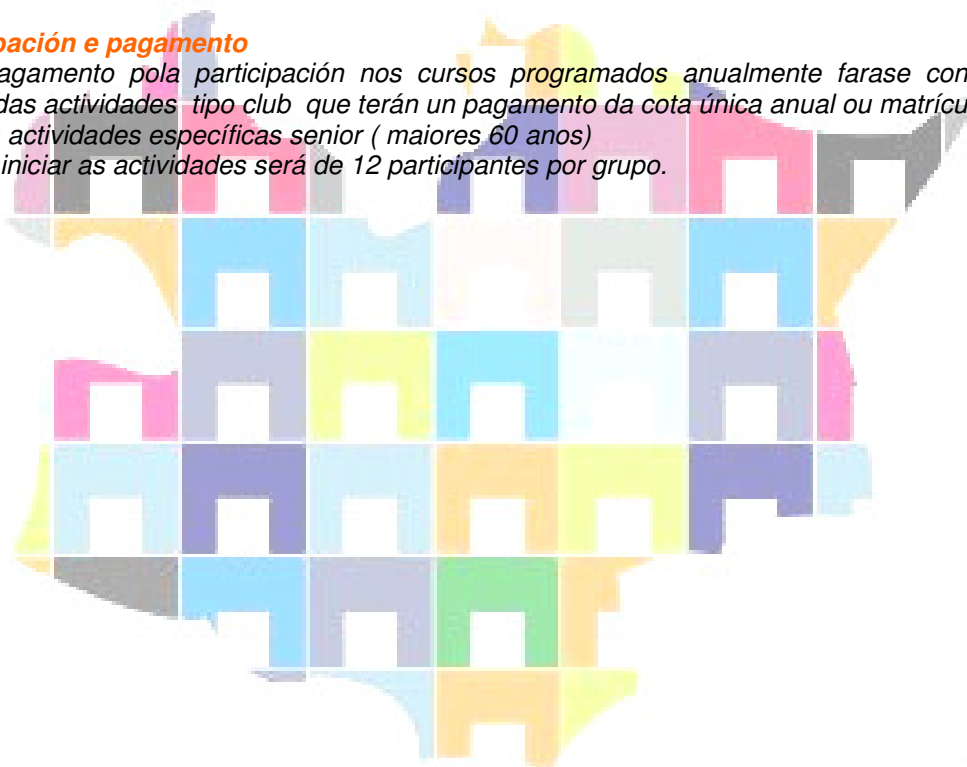 pación e pagamento
agamento pola participación nos cursos programados anualmente farase con
das actividades tipo club que terán un pagamento da cota única anual ou matrícu
actividades específicas senior ( maiores 60 anos)
iniciar as actividades será de 12 participantes por grupo.